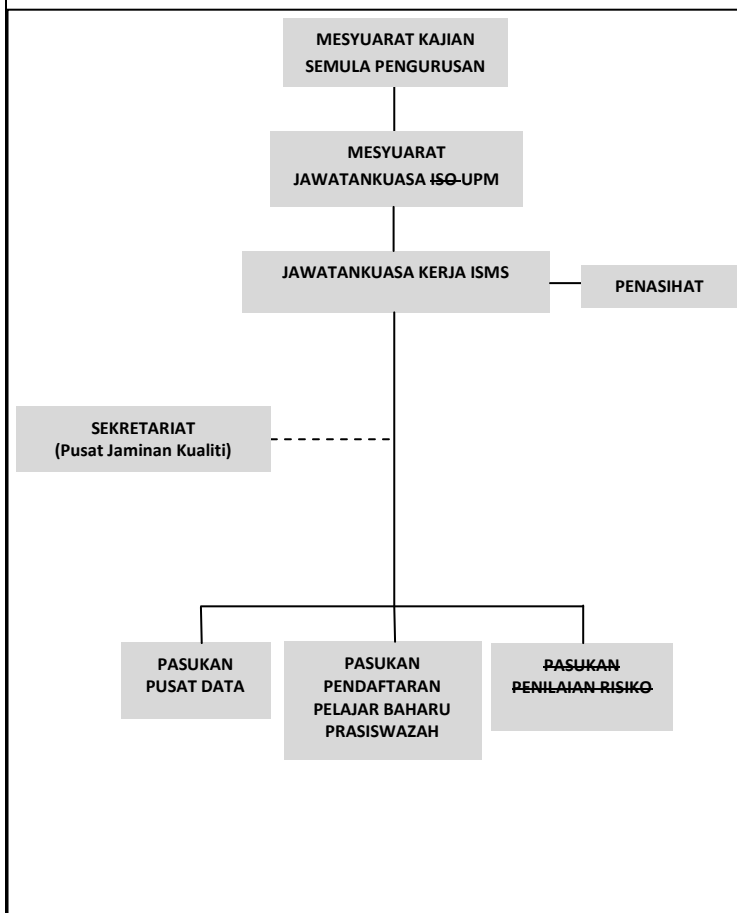 MESYUARAT KAJIAN
SEMULA PENGURUSAN
MESYUARAT
JAWATANKUASA ISO UPM
JAWATANKUASA KERJA ISMS
PENASIHAT
SEKRETARIAT
(Pusat Jaminan Kualiti)
PASUKAN
PUSAT DATA
PASUKAN
PENDAFTARAN
PELAJAR BAHARU
PRASISWAZAH
PASUKAN
PENILAIAN RISIKO